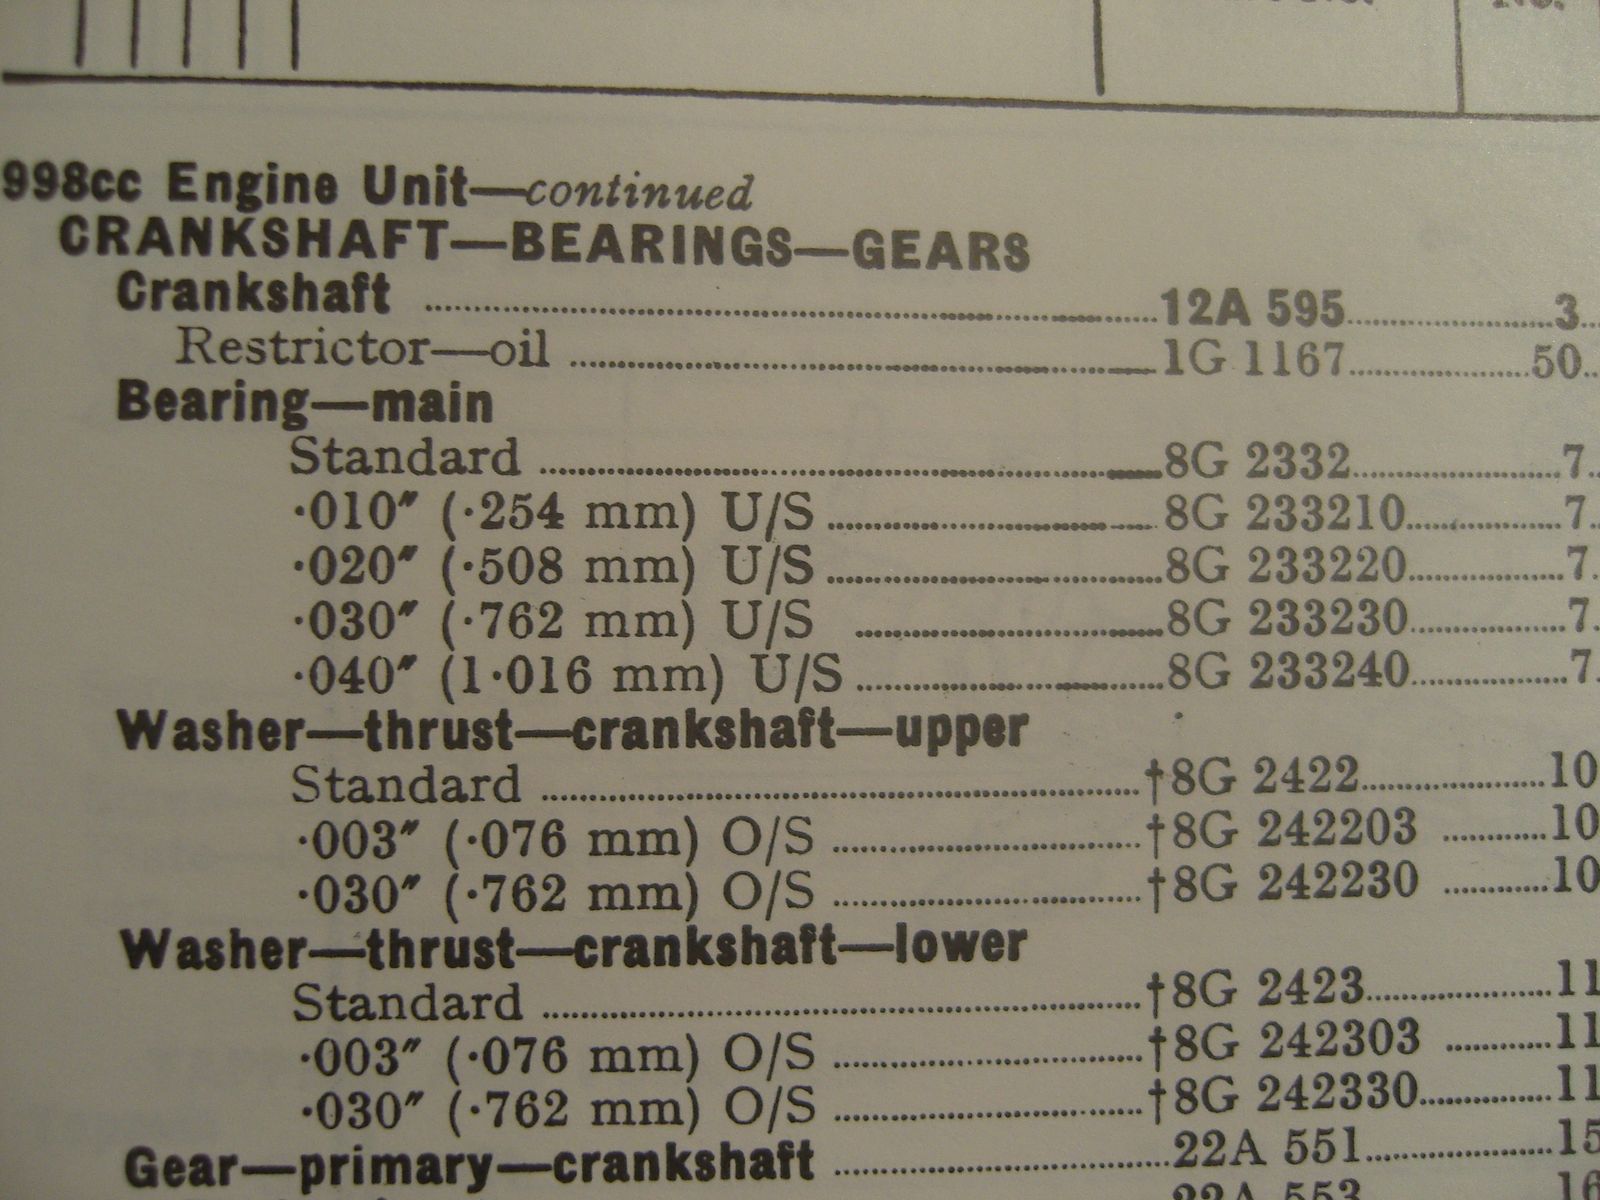 No.
998cc Engine Unit—continued
CRANKSHAFT—BEARINGS—GEARS
Crankshaft ........ 12A 595 ........ 3
Restrictor—oil ........ 1G 1167 ........ 50
Bearing—main
Standard ........ 8G 2332 ........ 7
·010″ (·254 mm) U/S ........ 8G 233210 ........ 7
·020″ (·508 mm) U/S ........ 8G 233220 ........ 7
·030″ (·762 mm) U/S ........ 8G 233230 ........ 7
·040″ (1·016 mm) U/S ........ 8G 233240 ........ 7
Washer—thrust—crankshaft—upper
Standard ........ †8G 2422 ........ 10
·003″ (·076 mm) O/S ........ †8G 242203 ........ 10
·030″ (·762 mm) O/S ........ †8G 242230 ........ 10
Washer—thrust—crankshaft—lower
Standard ........ †8G 2423 ........ 11
·003″ (·076 mm) O/S ........ †8G 242303 ........ 11
·030″ (·762 mm) O/S ........ †8G 242330 ........ 11
Gear—primary—crankshaft ........ 22A 551 ........ 15
22A 553 ........ 16